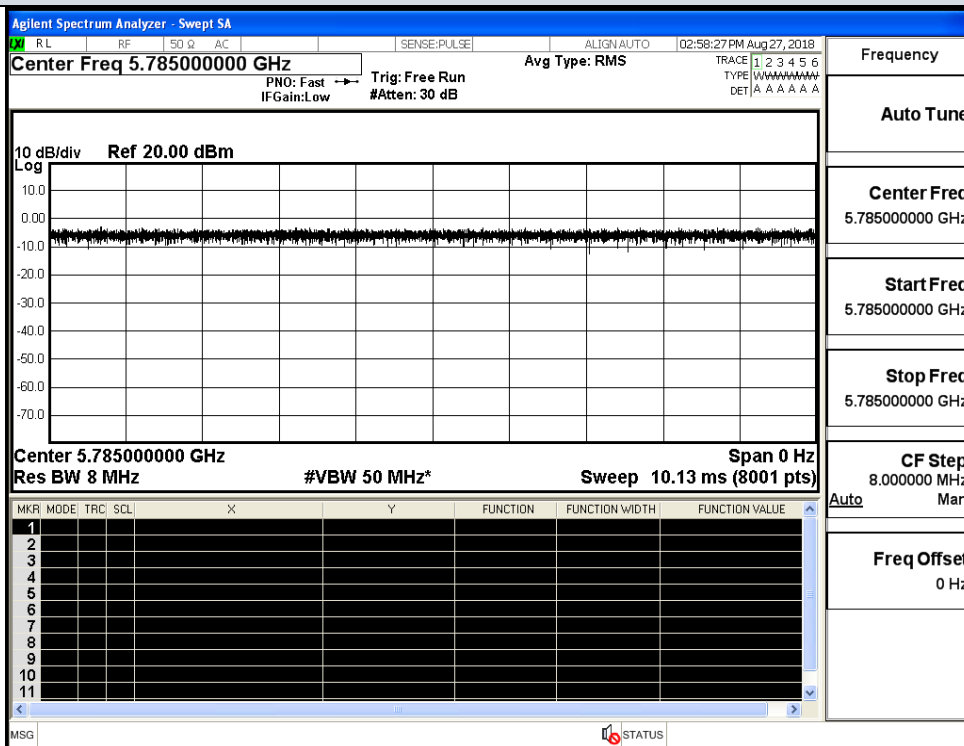 Agilent Spectrum Analyzer - Swept SA
LXI RL RF 50 Ω AC SENSE:PULSE ALIGN AUTO 02:58:27 PM Aug 27, 2018
Center Freq 5.785000000 GHz
PNO: Fast
IFGain:Low
Trig: Free Run
#Atten: 30 dB
Avg Type: RMS
TRACE 1 2 3 4 5 6
TYPE WWWWWW
DET A A A A A A
10 dB/div Ref 20.00 dBm
Log
10.0
0.00
-10.0
-20.0
-30.0
-40.0
-50.0
-60.0
-70.0
Center 5.785000000 GHz Span 0 Hz
Res BW 8 MHz #VBW 50 MHz* Sweep 10.13 ms (8001 pts)
MKR MODE TRC SCL X Y FUNCTION FUNCTION WIDTH FUNCTION VALUE
1
2
3
4
5
6
7
8
9
10
11
MSG STATUS
Frequency
Auto Tune
Center Freq
5.785000000 GHz
Start Freq
5.785000000 GHz
Stop Freq
5.785000000 GHz
CF Step
8.000000 MHz
Auto Man
Freq Offset
0 Hz